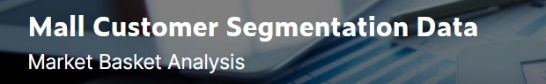 Mall Customer Segmentation Data
Market Basket Analysis